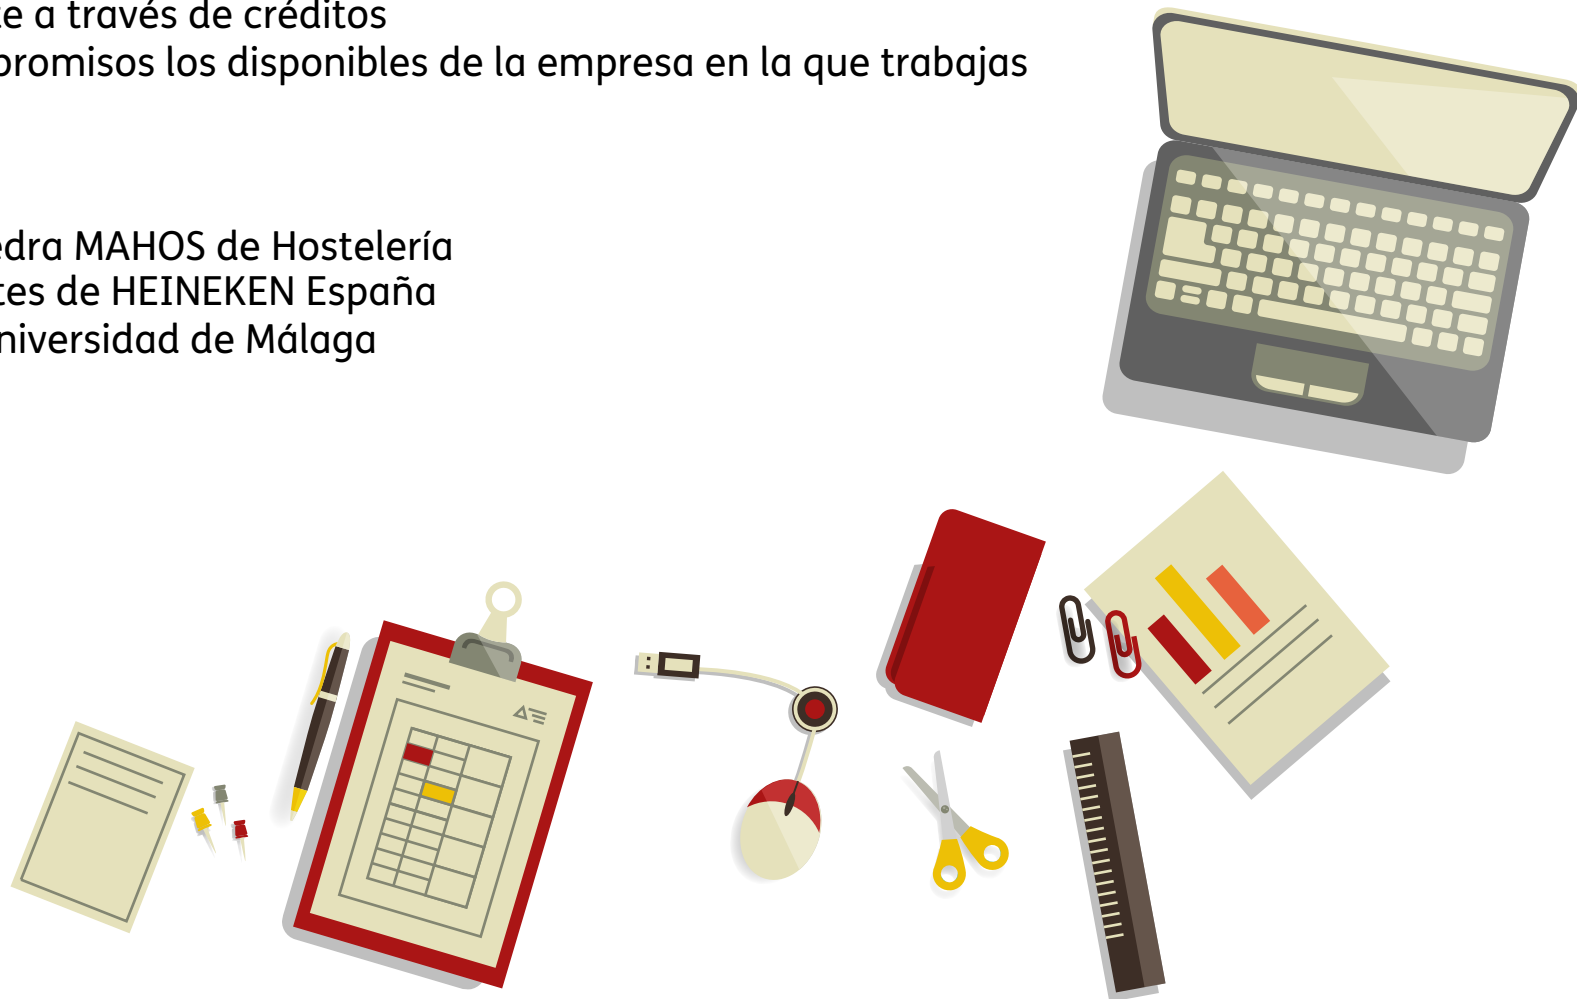 te a través de créditos
promisos los disponibles de la empresa en la que trabajas
edra MAHOS de Hostelería
tes de HEINEKEN España
niversidad de Málaga